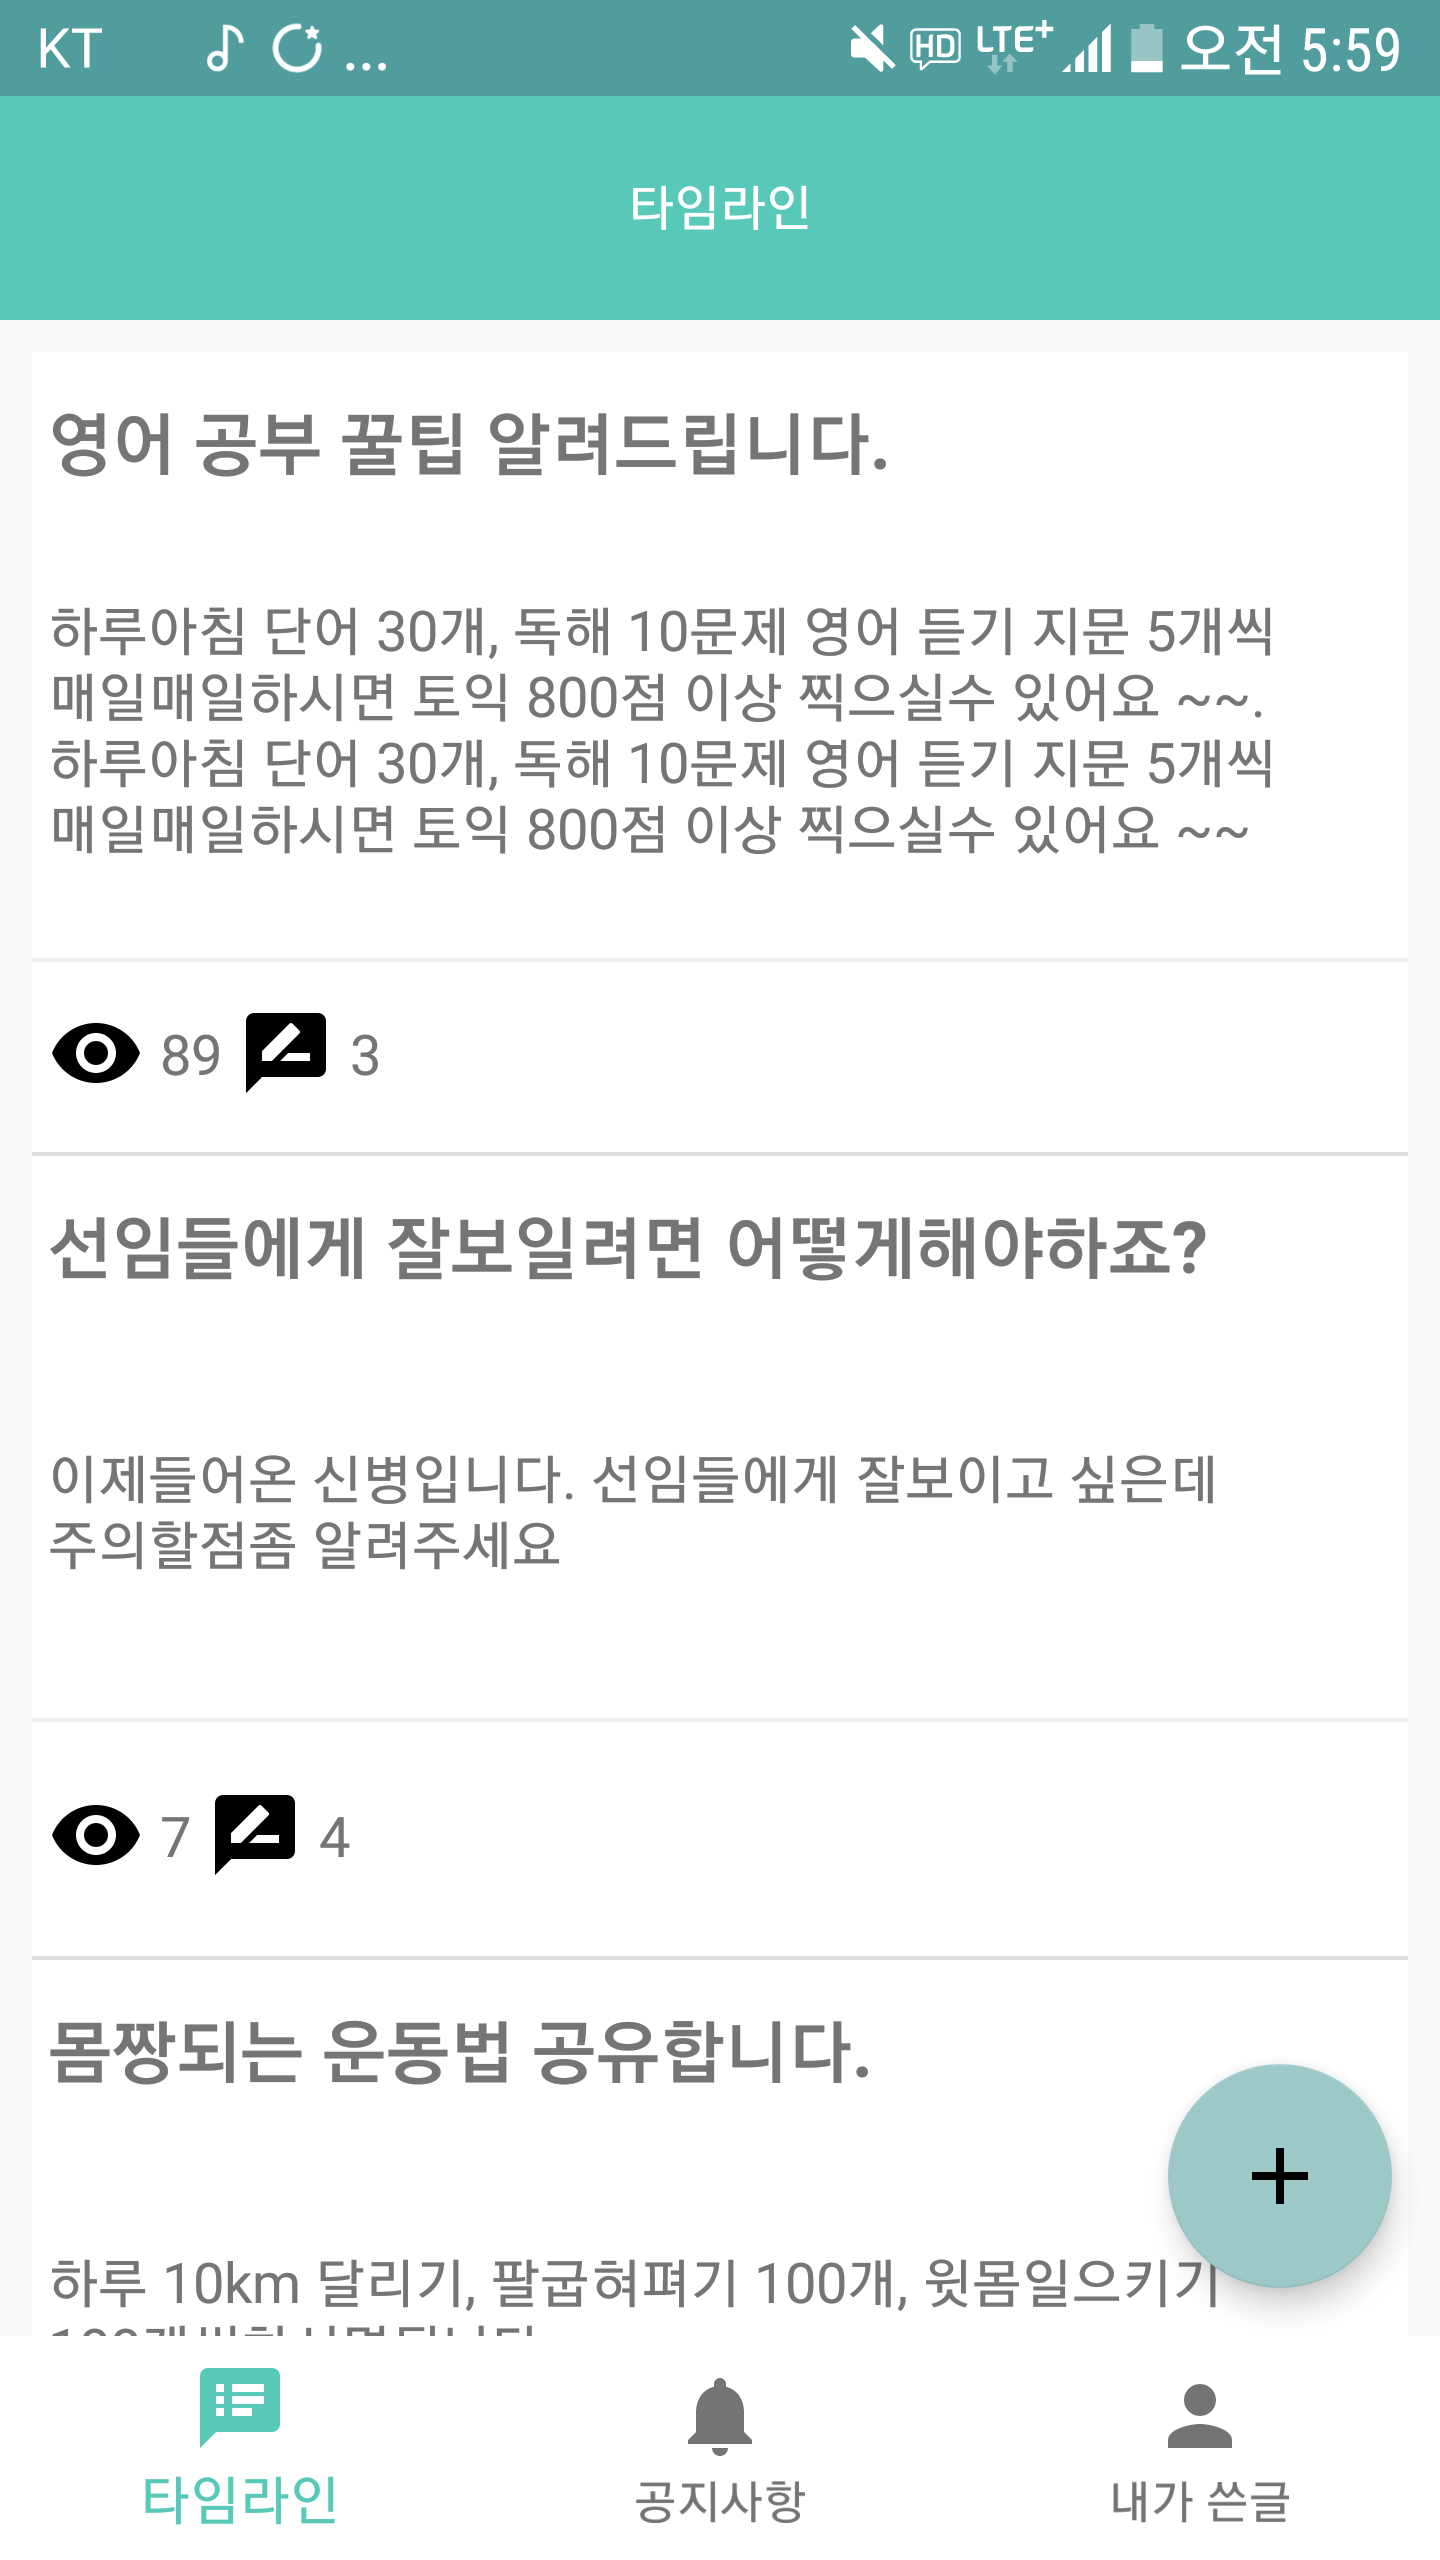 KT ... HD LTE+ 오전 5:59
타임라인
영어 공부 꿀팁 알려드립니다.
하루아침 단어 30개, 독해 10문제 영어 듣기 지문 5개씩
매일매일하시면 토익 800점 이상 찍으실수 있어요 ~~.
하루아침 단어 30개, 독해 10문제 영어 듣기 지문 5개씩
매일매일하시면 토익 800점 이상 찍으실수 있어요 ~~
89 3
선임들에게 잘보일려면 어떻게해야하죠?
이제들어온 신병입니다. 선임들에게 잘보이고 싶은데
주의할점좀 알려주세요
7 4
몸짱되는 운동법 공유합니다.
하루 10km 달리기, 팔굽혀펴기 100개, 윗몸일으키기
타임라인 공지사항 내가 쓴글